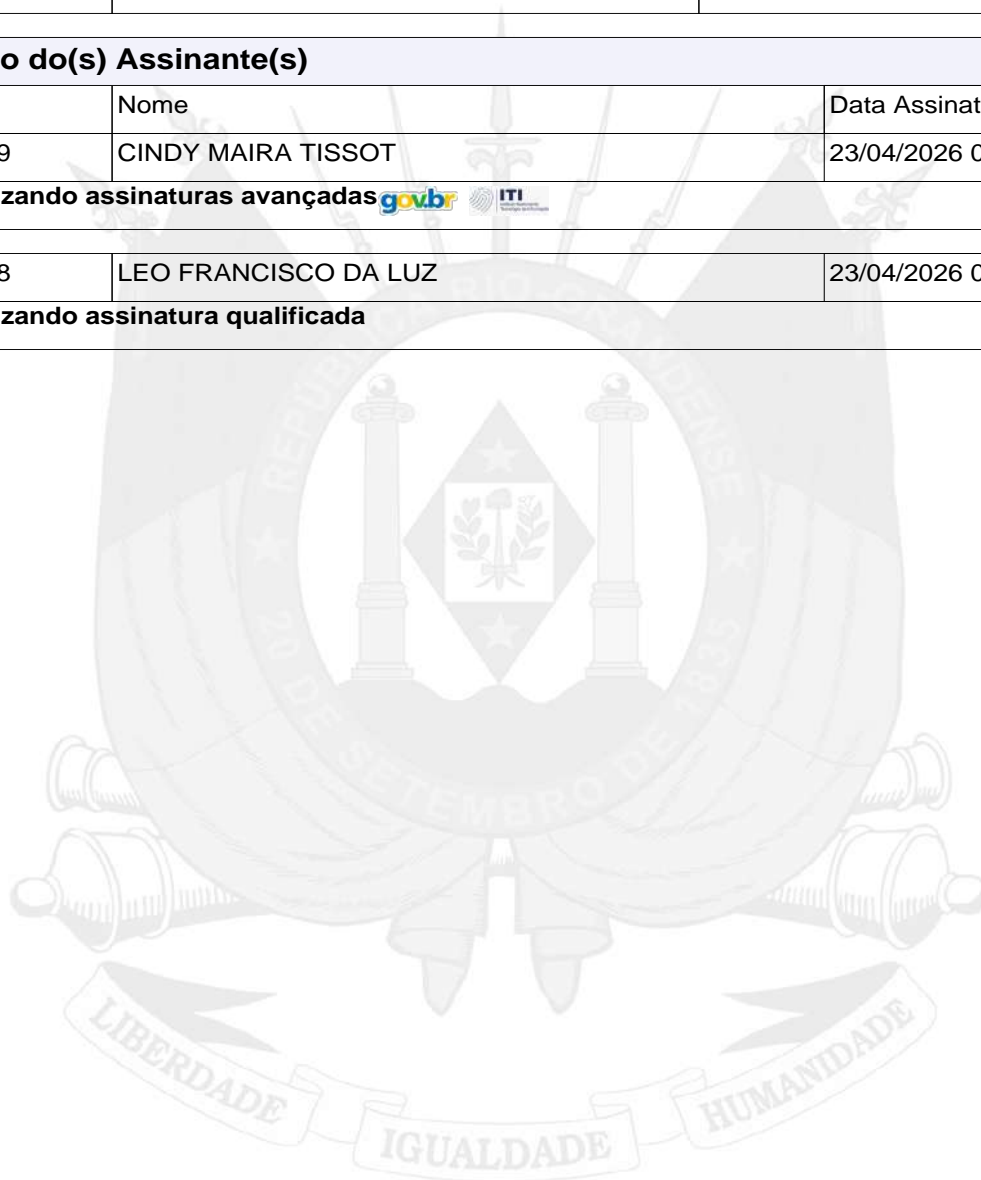 o do(s) Assinante(s)
Nome Data Assinat
9 CINDY MAIRA TISSOT 23/04/2026 0
zando assinaturas avançadas gov.br ITI
8 LEO FRANCISCO DA LUZ 23/04/2026 0
zando assinatura qualificada
REPÚBLICA RIO-GRANDENSE
20 DE SETEMBRO DE 1835
LIBERDADE IGUALDADE HUMANIDADE